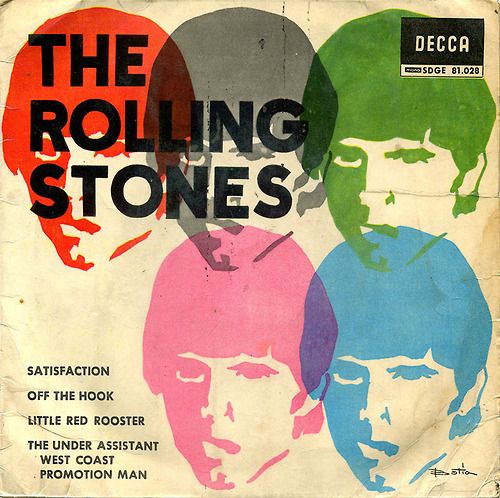 THE
ROLLING
STONES
DECCA
MONO SDGE 81.028
SATISFACTION
OFF THE HOOK
LITTLE RED ROOSTER
THE UNDER ASSISTANT
WEST COAST
PROMOTION MAN